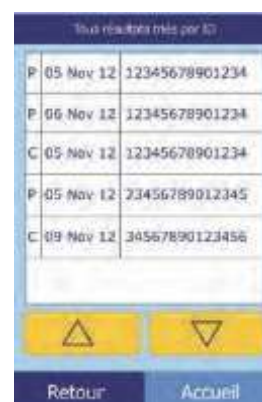 Tous résultats triés par ID
P 05 Nov 12 12345678901234
P 06 Nov 12 12345678901234
C 05 Nov 12 12345678901234
P 05 Nov 12 23456789012345
C 09 Nov 12 34567890123456
Retour Accueil